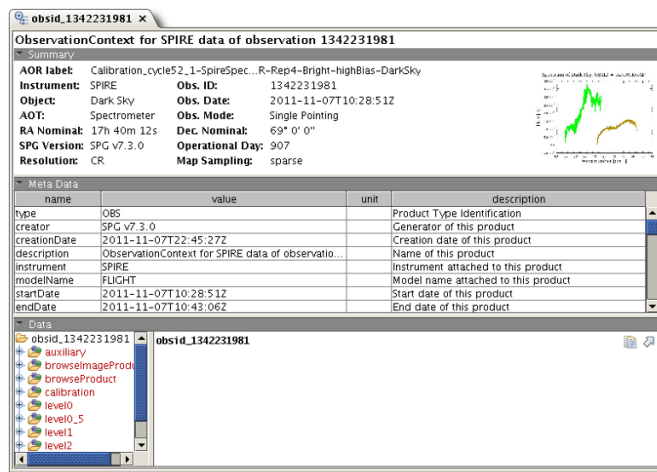 obsid_1342231981
ObservationContext for SPIRE data of observation 1342231981
Summary
AOR label: Calibration_cycle52_1-SpireSpec...R-Rep4-Bright-highBias-DarkSky
Instrument: SPIRE Obs. ID: 1342231981
Object: Dark Sky Obs. Date: 2011-11-07T10:28:51Z
AOT: Spectrometer Obs. Mode: Single Pointing
RA Nominal: 17h 40m 12s Dec. Nominal: 69° 0' 0"
SPG Version: SPG v7.3.0 Operational Day: 907
Resolution: CR Map Sampling: sparse
Meta Data
name value unit description
type OBS Product Type Identification
creator SPG v7.3.0 Generator of this product
creationDate 2011-11-07T22:45:27Z Creation date of this product
description ObservationContext for SPIRE data of observatio... Name of this product
instrument SPIRE Instrument attached to this product
modelName FLIGHT Model name attached to this product
startDate 2011-11-07T10:28:51Z Start date of this product
endDate 2011-11-07T10:43:06Z End date of this product
Data
obsid_1342231981 obsid_1342231981
auxiliary
browseImageProdu
browseProduct
calibration
level0
level0_5
level1
level2